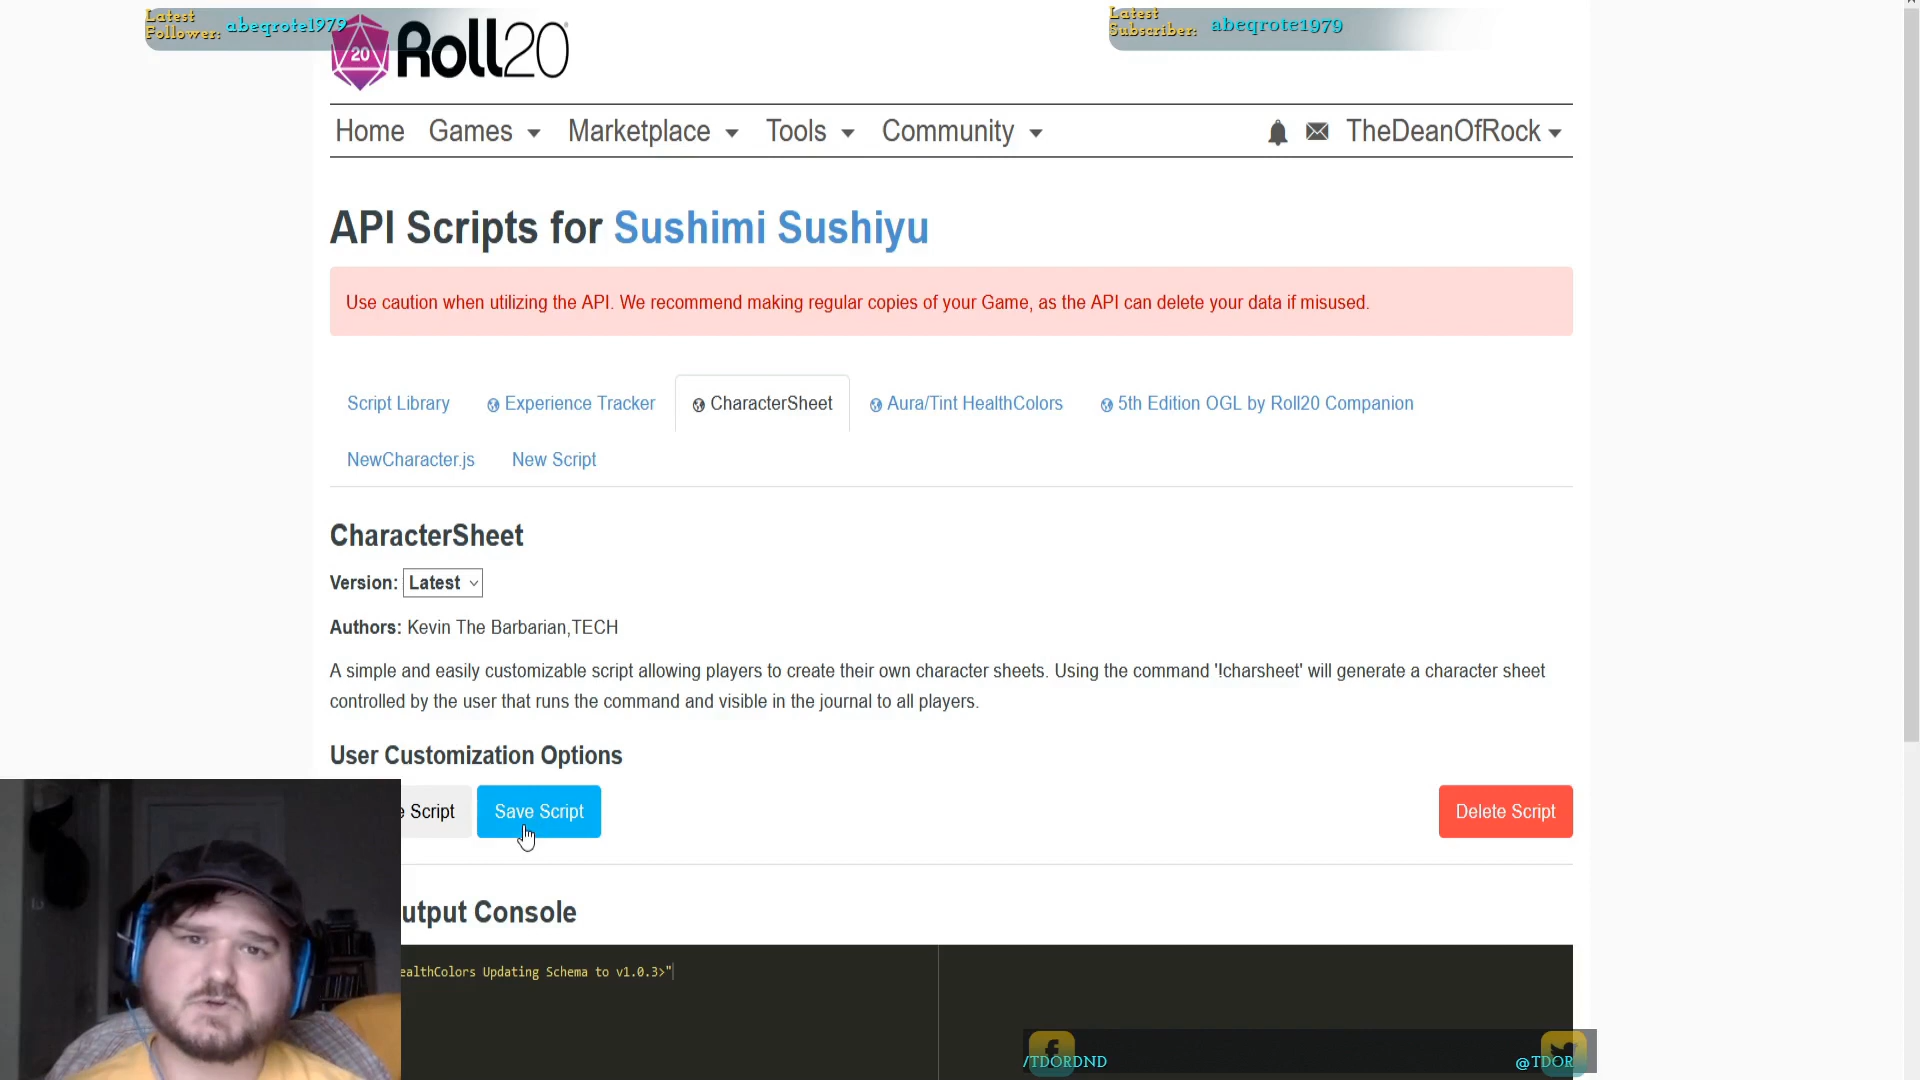 Latest
Follower: abeqrote1979
Latest
Subscriber: abeqrote1979
20 Roll20
Home Games Marketplace Tools Community TheDeanOfRock
API Scripts for Sushimi Sushiyu
Use caution when utilizing the API. We recommend making regular copies of your Game, as the API can delete your data if misused.
Script Library Experience Tracker CharacterSheet Aura/Tint HealthColors 5th Edition OGL by Roll20 Companion
NewCharacter.js New Script
CharacterSheet
Version: Latest
Authors: Kevin The Barbarian,TECH
A simple and easily customizable script allowing players to create their own character sheets. Using the command '!charsheet' will generate a character sheet
controlled by the user that runs the command and visible in the journal to all players.
User Customization Options
e Script Save Script Delete Script
utput Console
ealthColors Updating Schema to v1.0.3>"
/TDORDND @TDOR